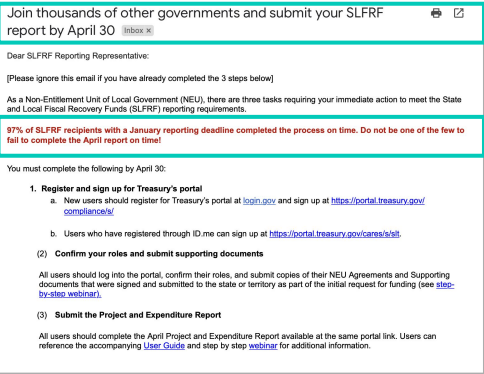 Join thousands of other governments and submit your SLFRF
report by April 30 Inbox ×
Dear SLFRF Reporting Representative:
[Please ignore this email if you have already completed the 3 steps below]
As a Non-Entitlement Unit of Local Government (NEU), there are three tasks requiring your immediate action to meet the State
and Local Fiscal Recovery Funds (SLFRF) reporting requirements.
97% of SLFRF recipients with a January reporting deadline completed the process on time. Do not be one of the few to
fail to complete the April report on time!
You must complete the following by April 30:
1. Register and sign up for Treasury's portal
a. New users should register for Treasury's portal at login.gov and sign up at https://portal.treasury.gov/
compliance/s/
b. Users who have registered through ID.me can sign up at https://portal.treasury.gov/cares/s/slt.
(2) Confirm your roles and submit supporting documents
All users should log into the portal, confirm their roles, and submit copies of their NEU Agreements and Supporting
documents that were signed and submitted to the state or territory as part of the initial request for funding (see step-
by-step webinar).
(3) Submit the Project and Expenditure Report
All users should complete the April Project and Expenditure Report available at the same portal link. Users can
reference the accompanying User Guide and step by step webinar for additional information.